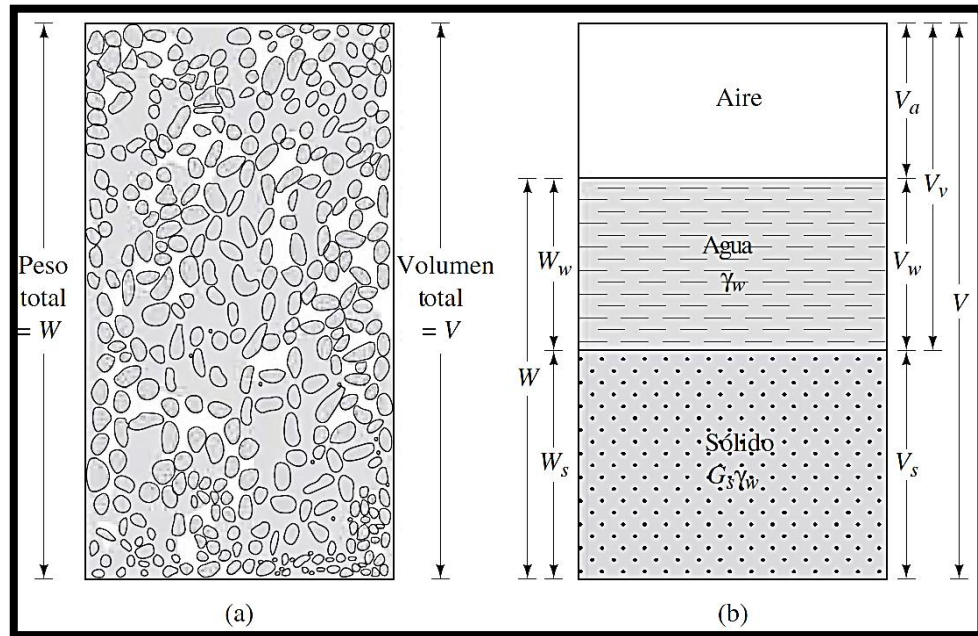 Peso
total
= W
Volumen
total
= V
(a)
Aire
Agua
γw
Sólido
Gsγw
W
Ww
Ws
Va
Vw
Vs
Vv
V
(b)